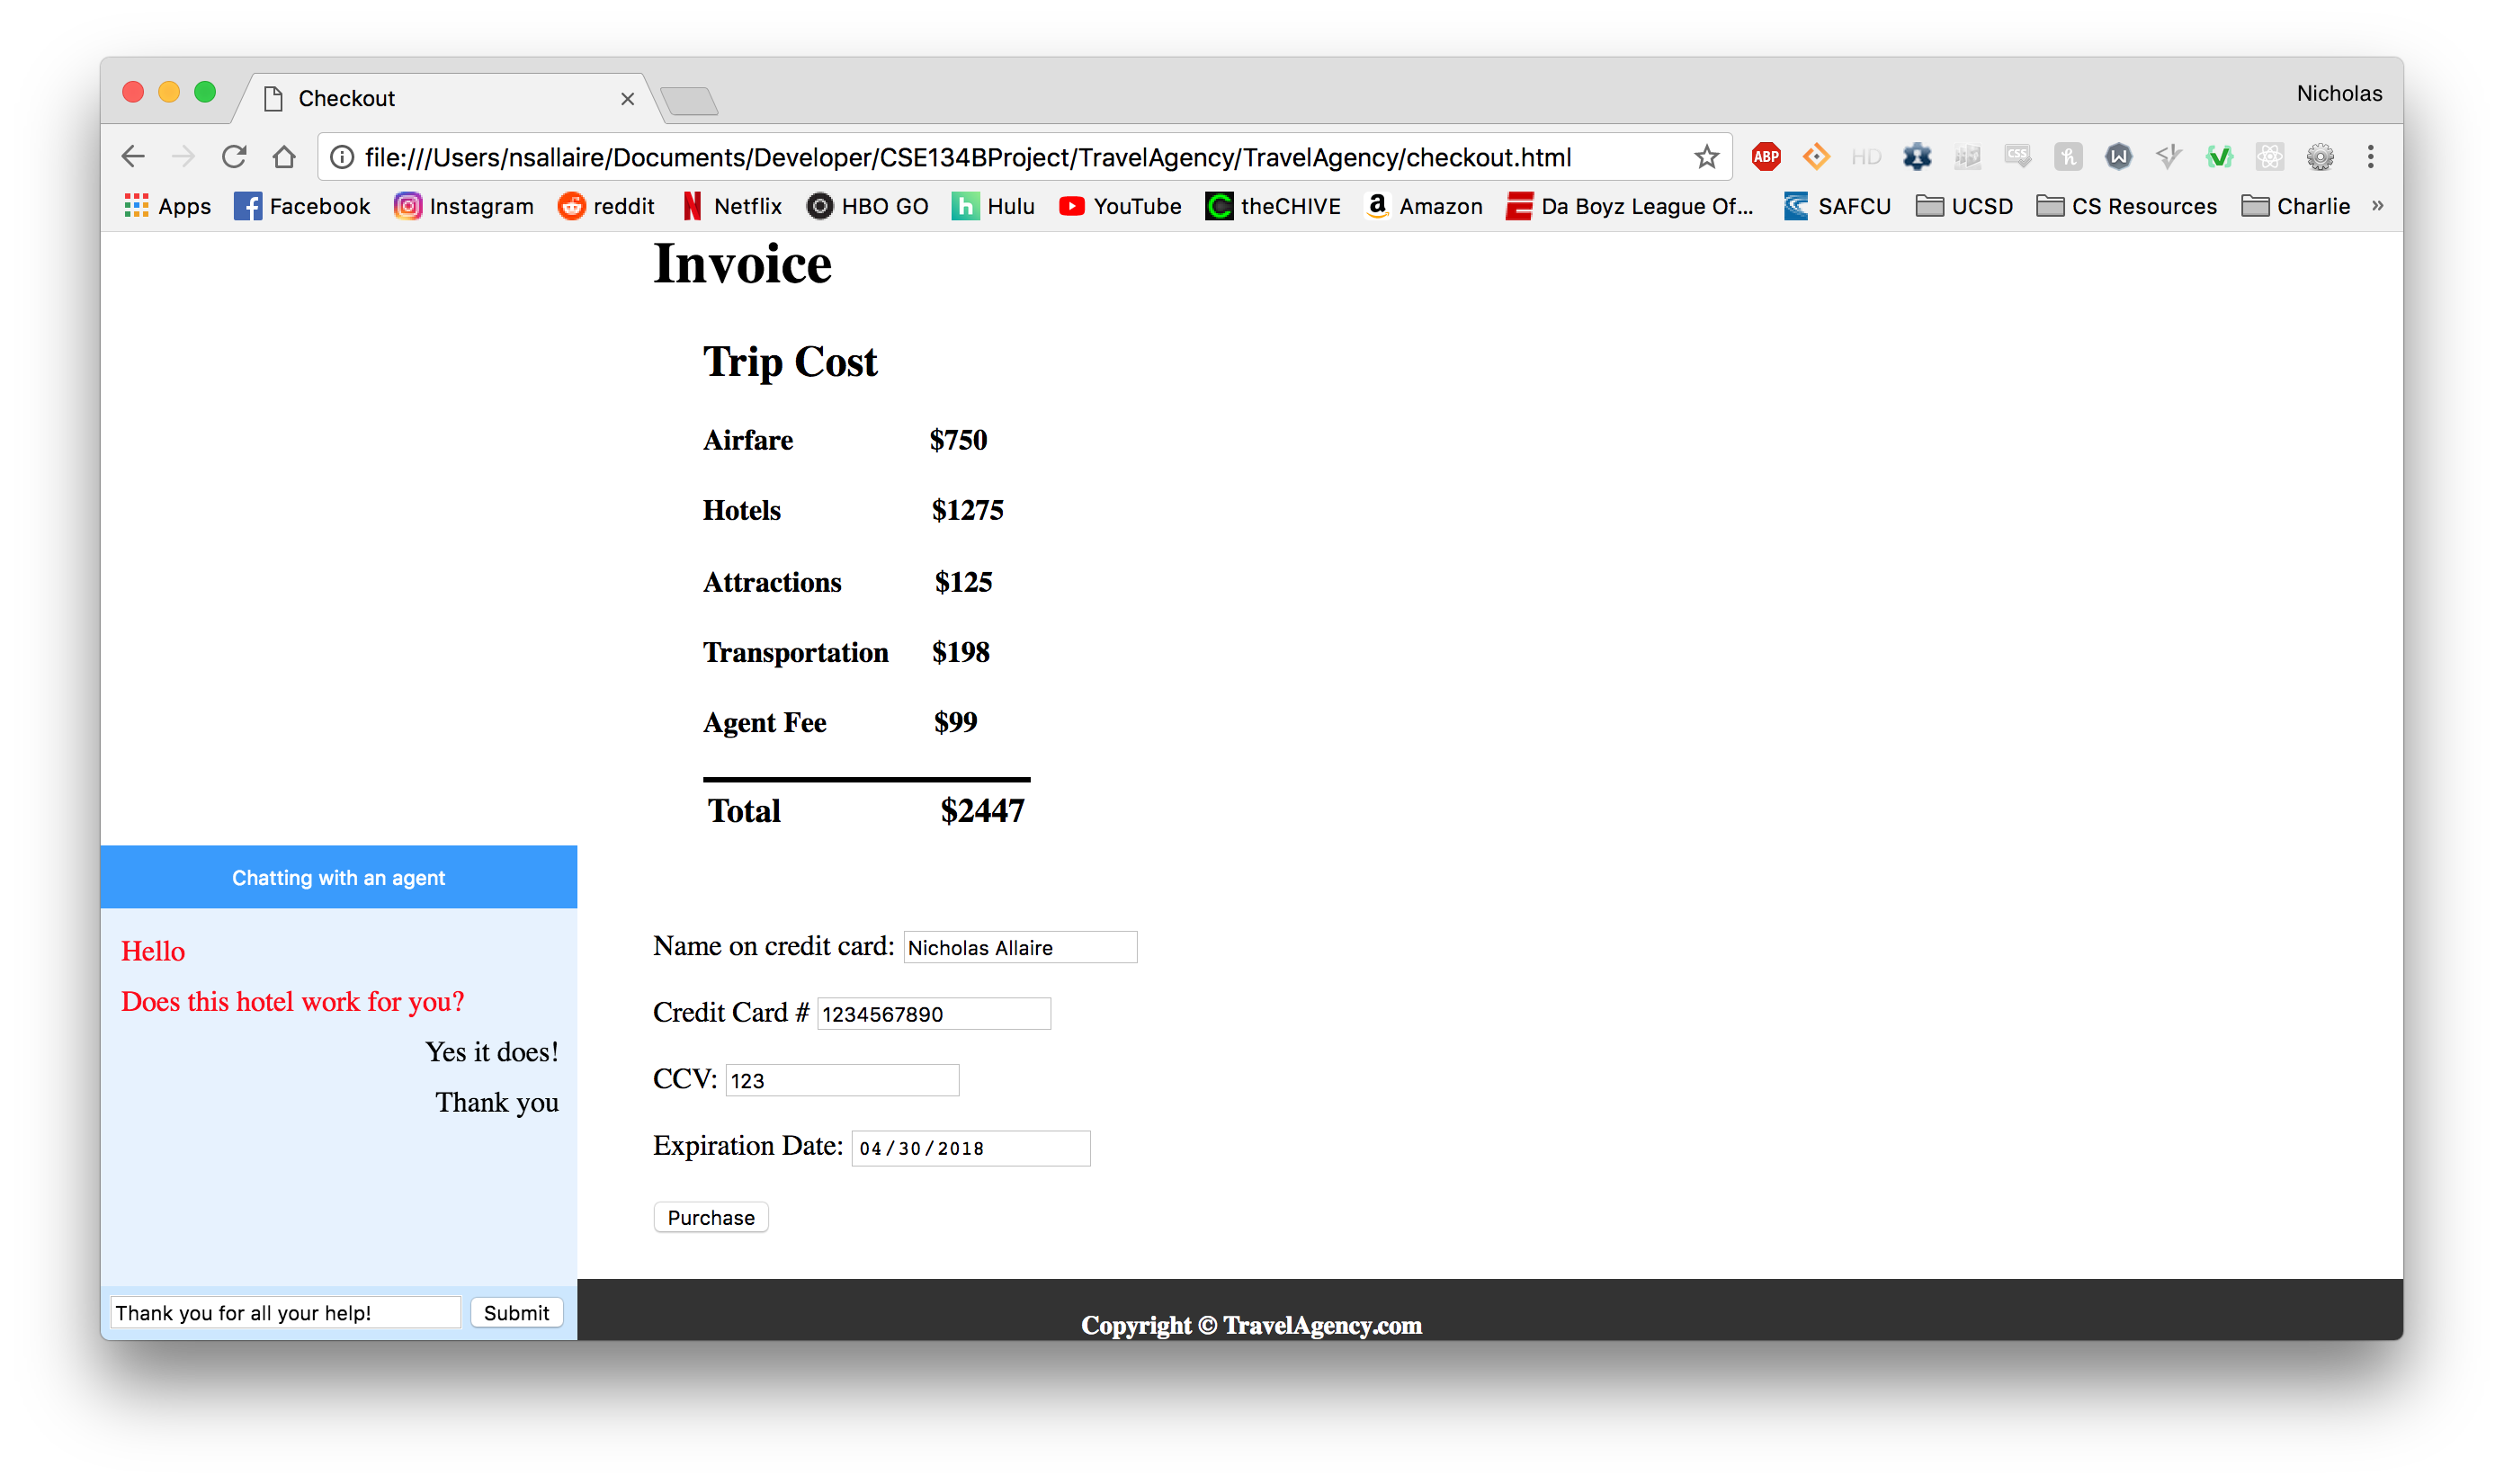 Checkout
Nicholas
file:///Users/nsallaire/Documents/Developer/CSE134BProject/TravelAgency/TravelAgency/checkout.html
ABP HD CSS
Apps Facebook Instagram reddit Netflix HBO GO Hulu YouTube theCHIVE Amazon Da Boyz League Of... SAFCU UCSD CS Resources Charlie »
Invoice
Trip Cost
Airfare $750
Hotels $1275
Attractions $125
Transportation $198
Agent Fee $99
Total $2447
Chatting with an agent
Hello
Does this hotel work for you?
Yes it does!
Thank you
Thank you for all your help! Submit
Name on credit card: Nicholas Allaire
Credit Card # 1234567890
CCV: 123
Expiration Date: 04/30/2018
Purchase
Copyright © TravelAgency.com